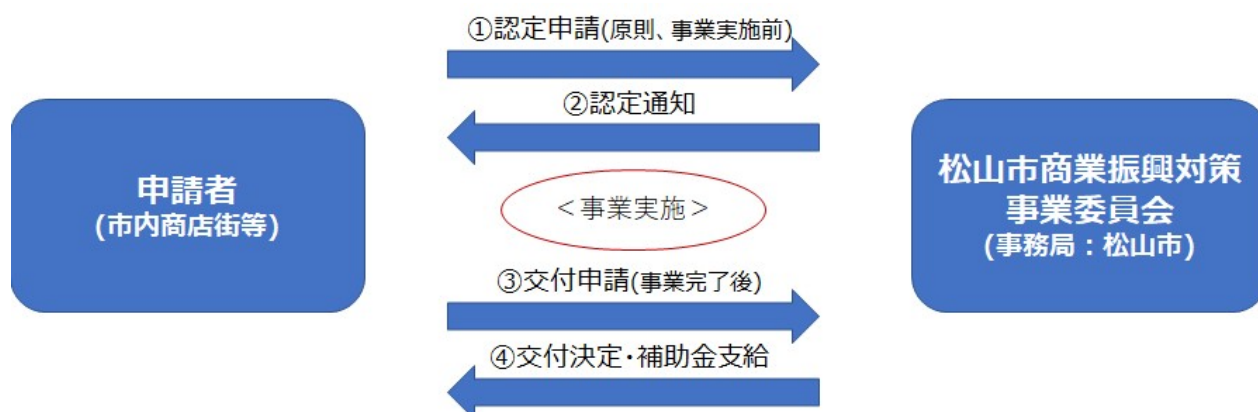 ①認定申請(原則、事業実施前)
②認定通知
申請者
(市内商店街等)
＜事業実施＞
松山市商業振興対策
事業委員会
(事務局：松山市)
③交付申請(事業完了後)
④交付決定・補助金支給